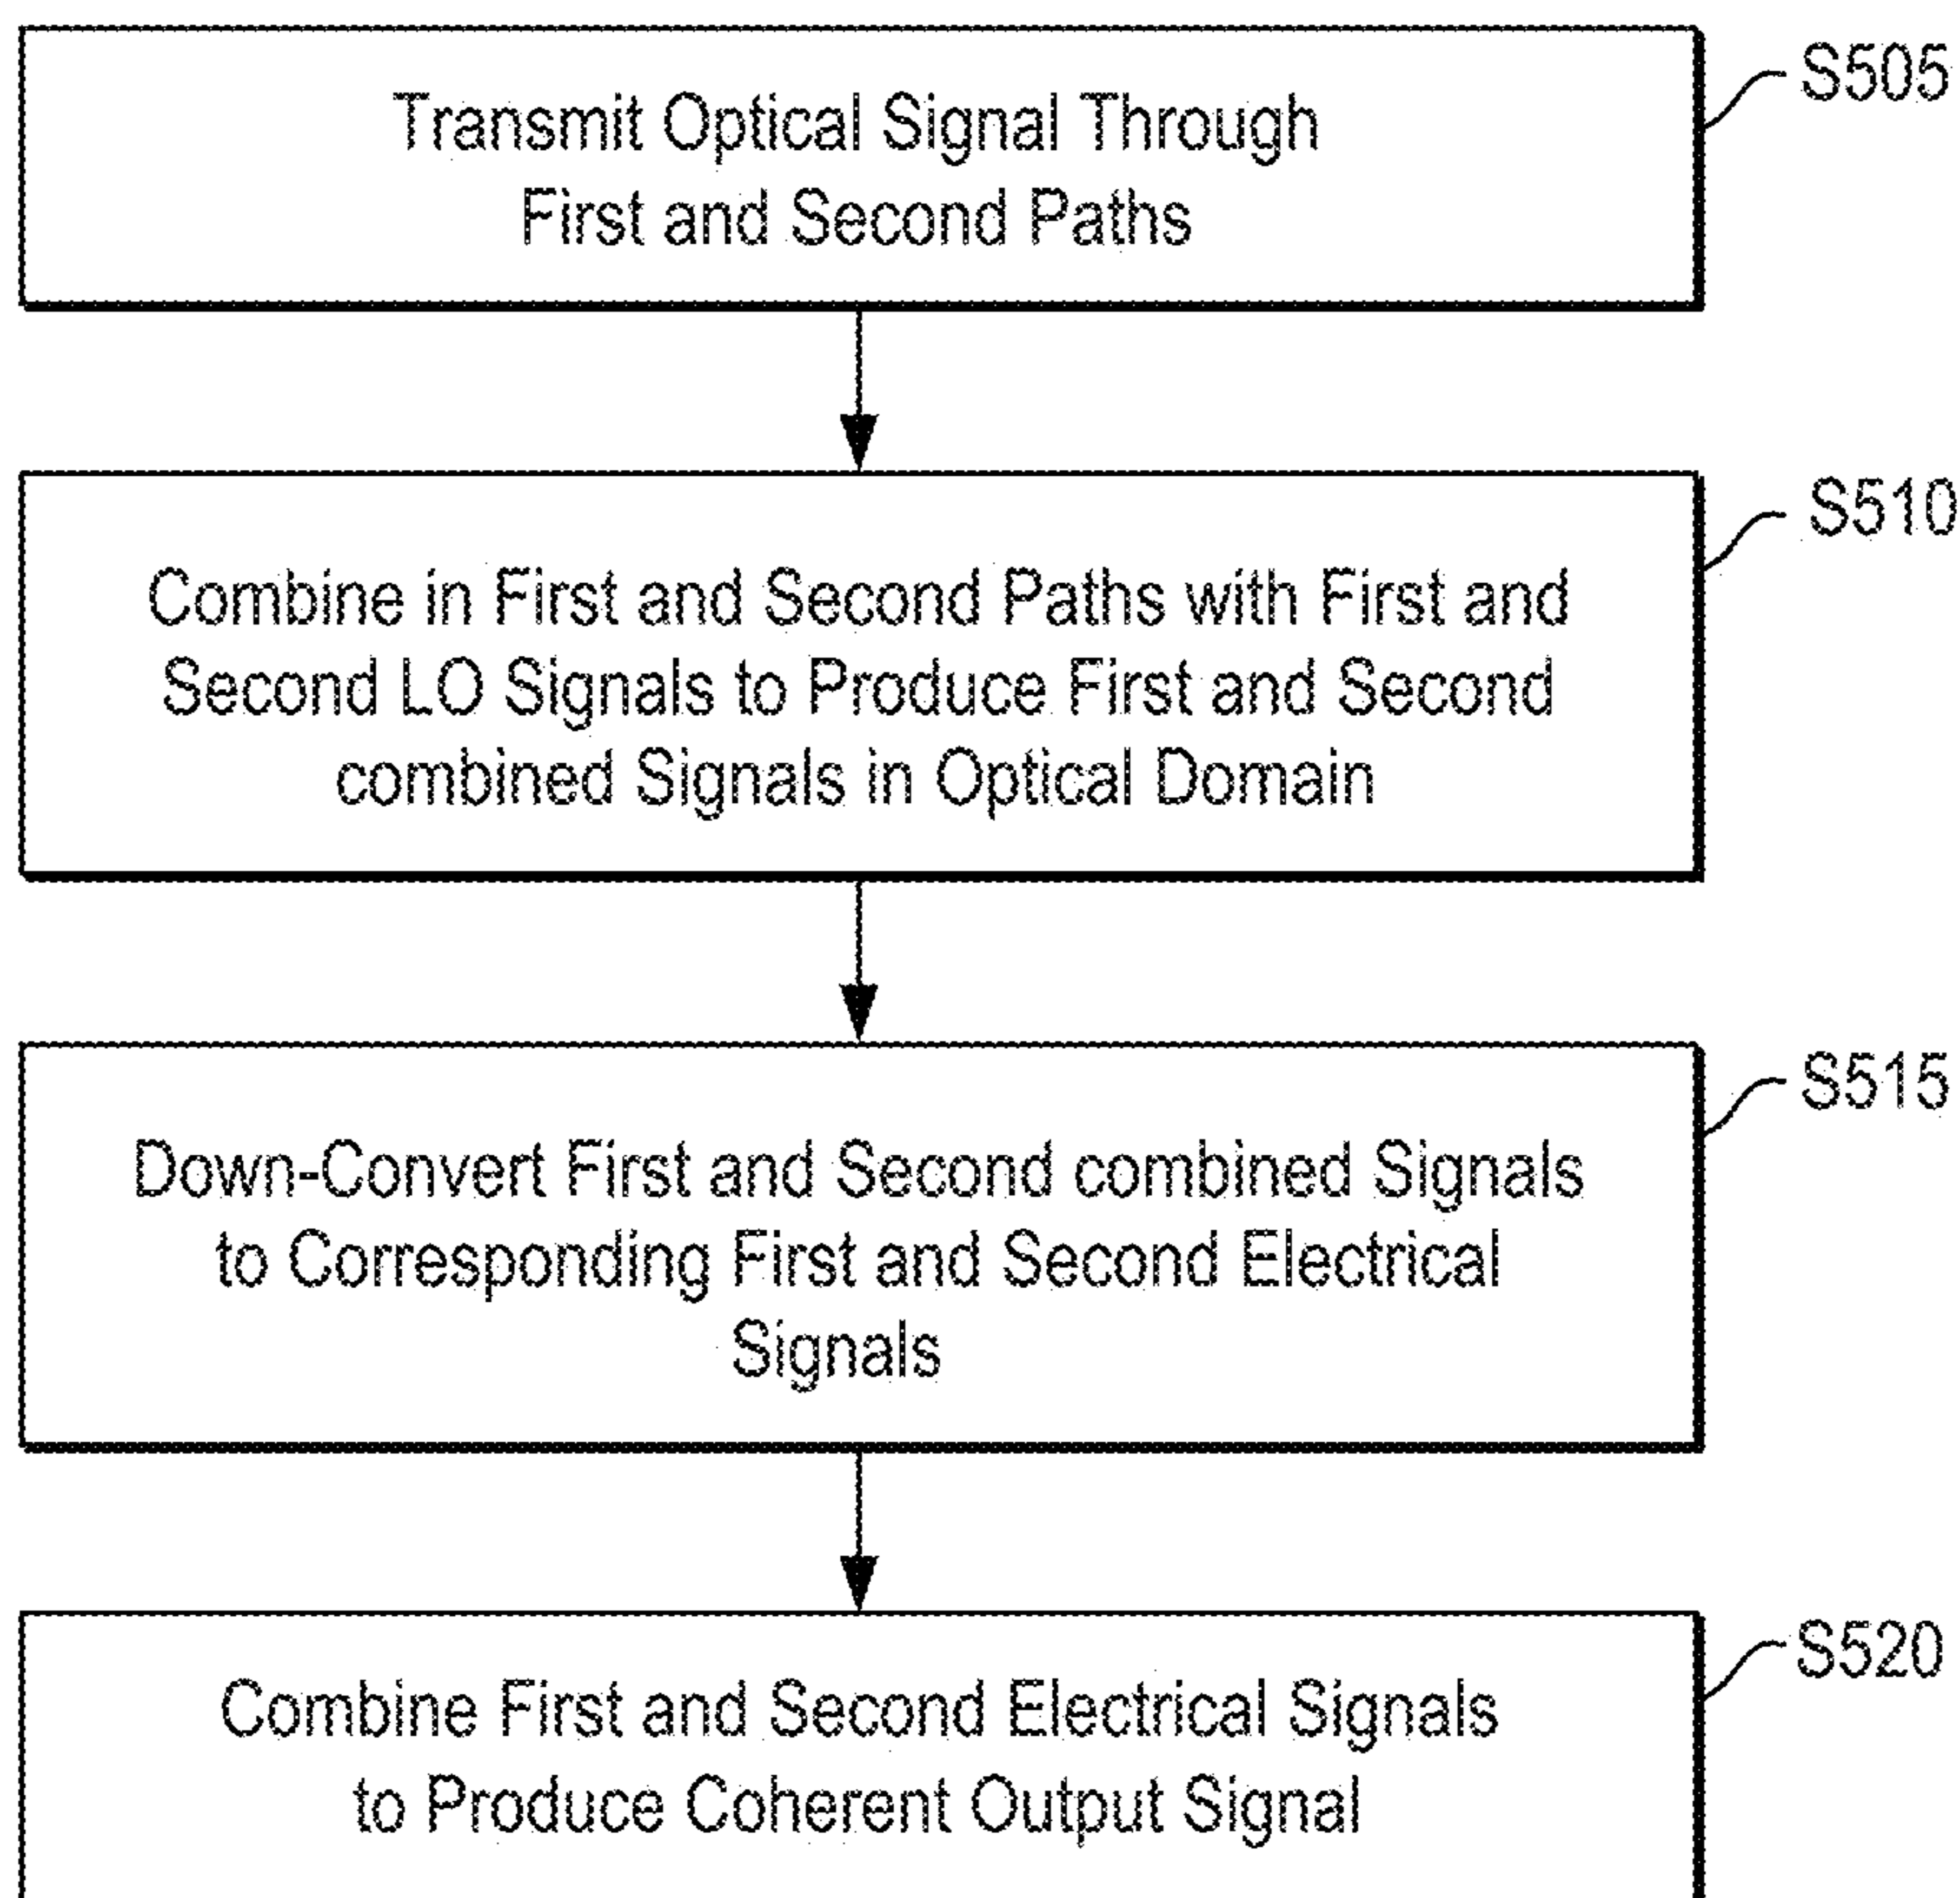 Transmit Optical Signal Through
First and Second Paths
S505
Combine in First and Second Paths with First and
Second LO Signals to Produce First and Second
combined Signals in Optical Domain
S510
Down-Convert First and Second combined Signals
to Corresponding First and Second Electrical
Signals
S515
Combine First and Second Electrical Signals
to Produce Coherent Output Signal
S520